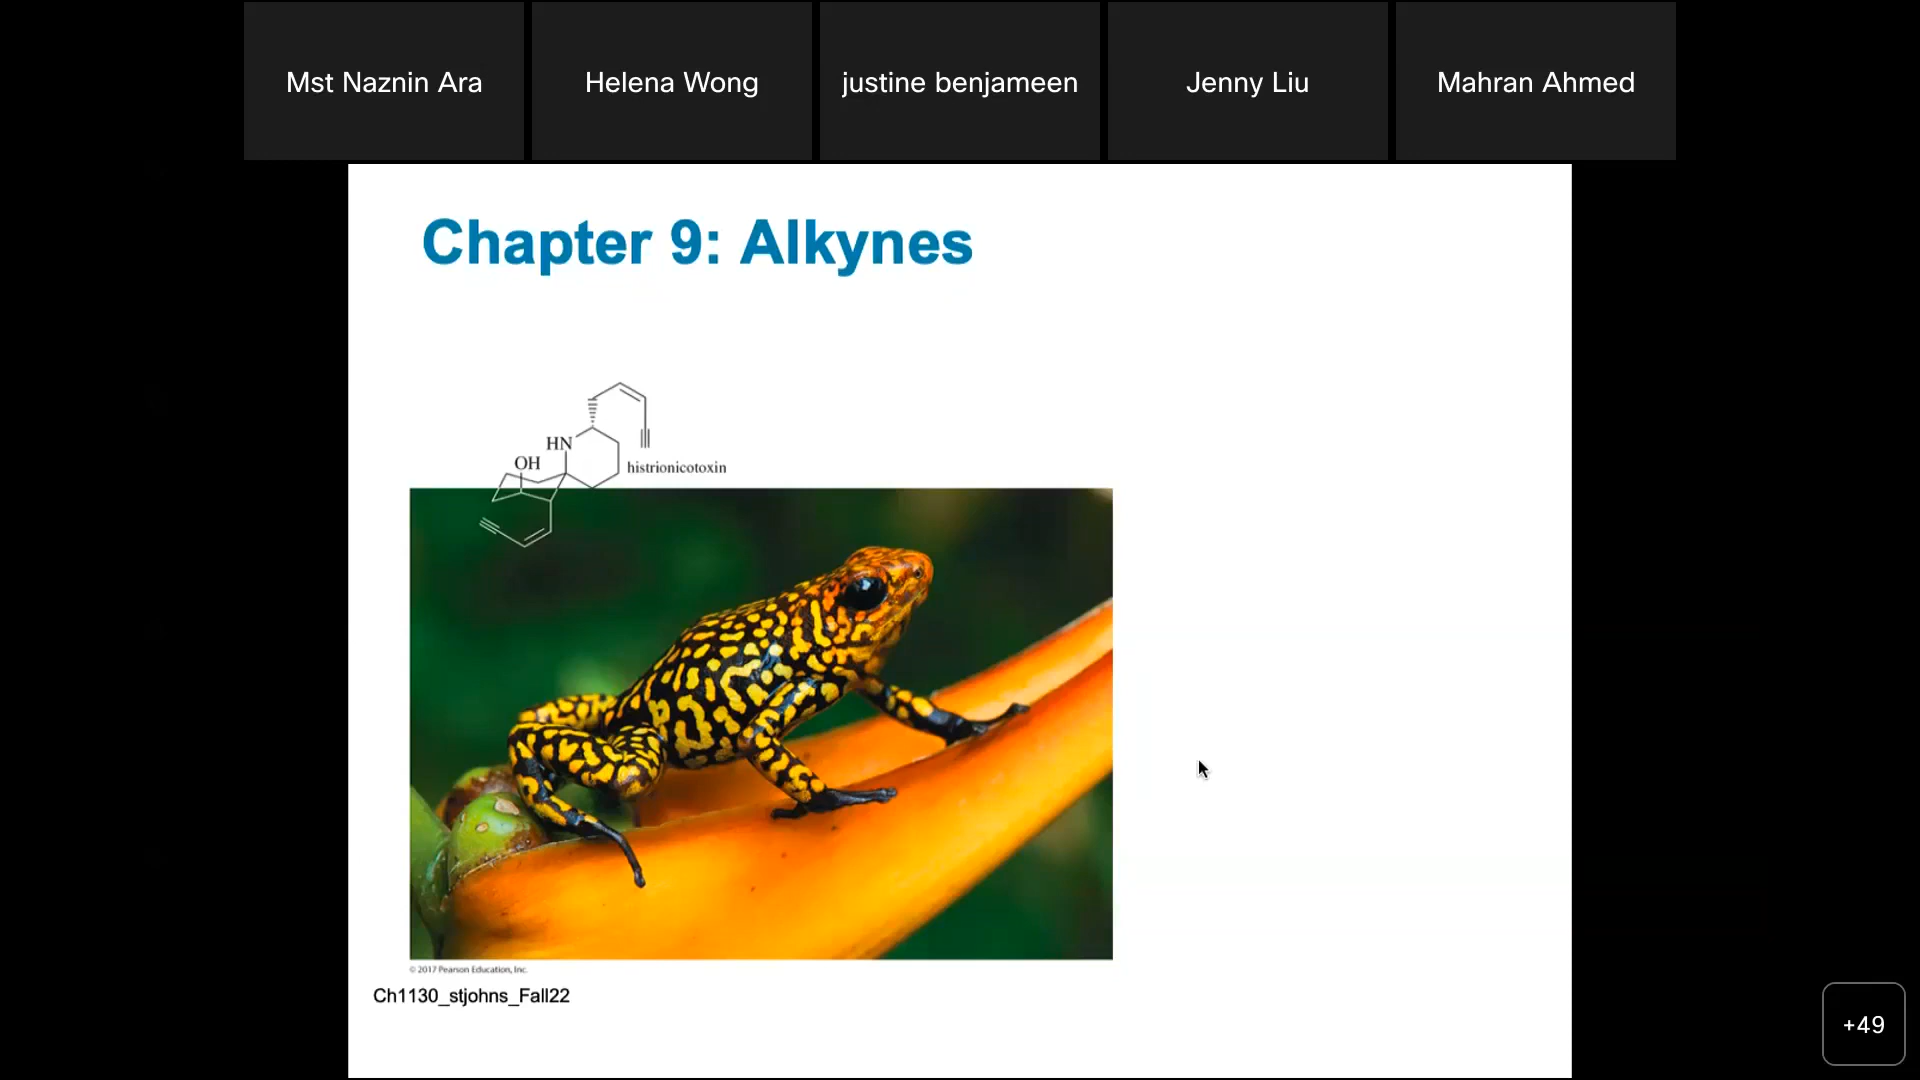 Mst Naznin Ara
Helena Wong
justine benjameen
Jenny Liu
Mahran Ahmed
Chapter 9: Alkynes
HN
OH
histrionicotoxin
© 2017 Pearson Education, Inc.
Ch1130_stjohns_Fall22
+49